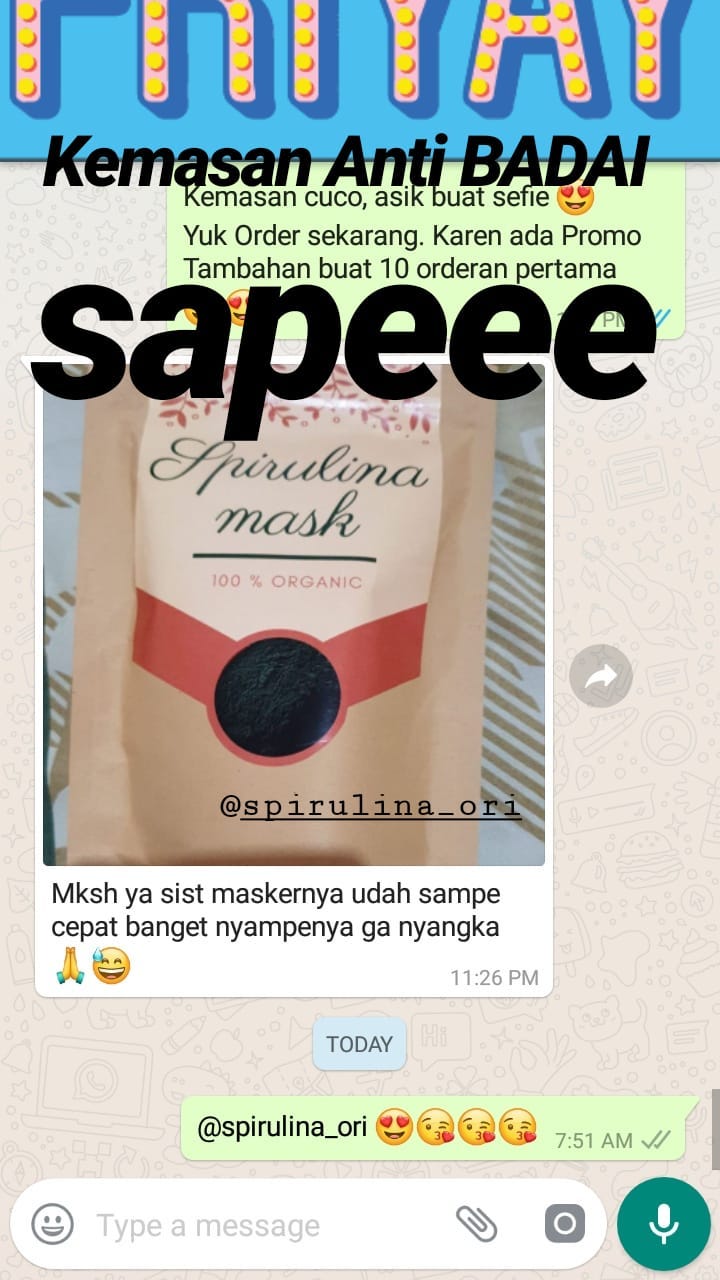 FRIYAY
Kemasan Anti BADAI
Kemasan cuco, asik buat sefie 😍
Yuk Order sekarang. Karen ada Promo
Tambahan buat 10 orderan pertama
PM
sapeee
Spirulina
mask
100 % ORGANIC
@spirulina_ori
Mksh ya sist maskernya udah sampe
cepat banget nyampenya ga nyangka
🙏😅
11:26 PM
TODAY
Hi
@spirulina_ori 😍😘😘😘
7:51 AM
Type a message